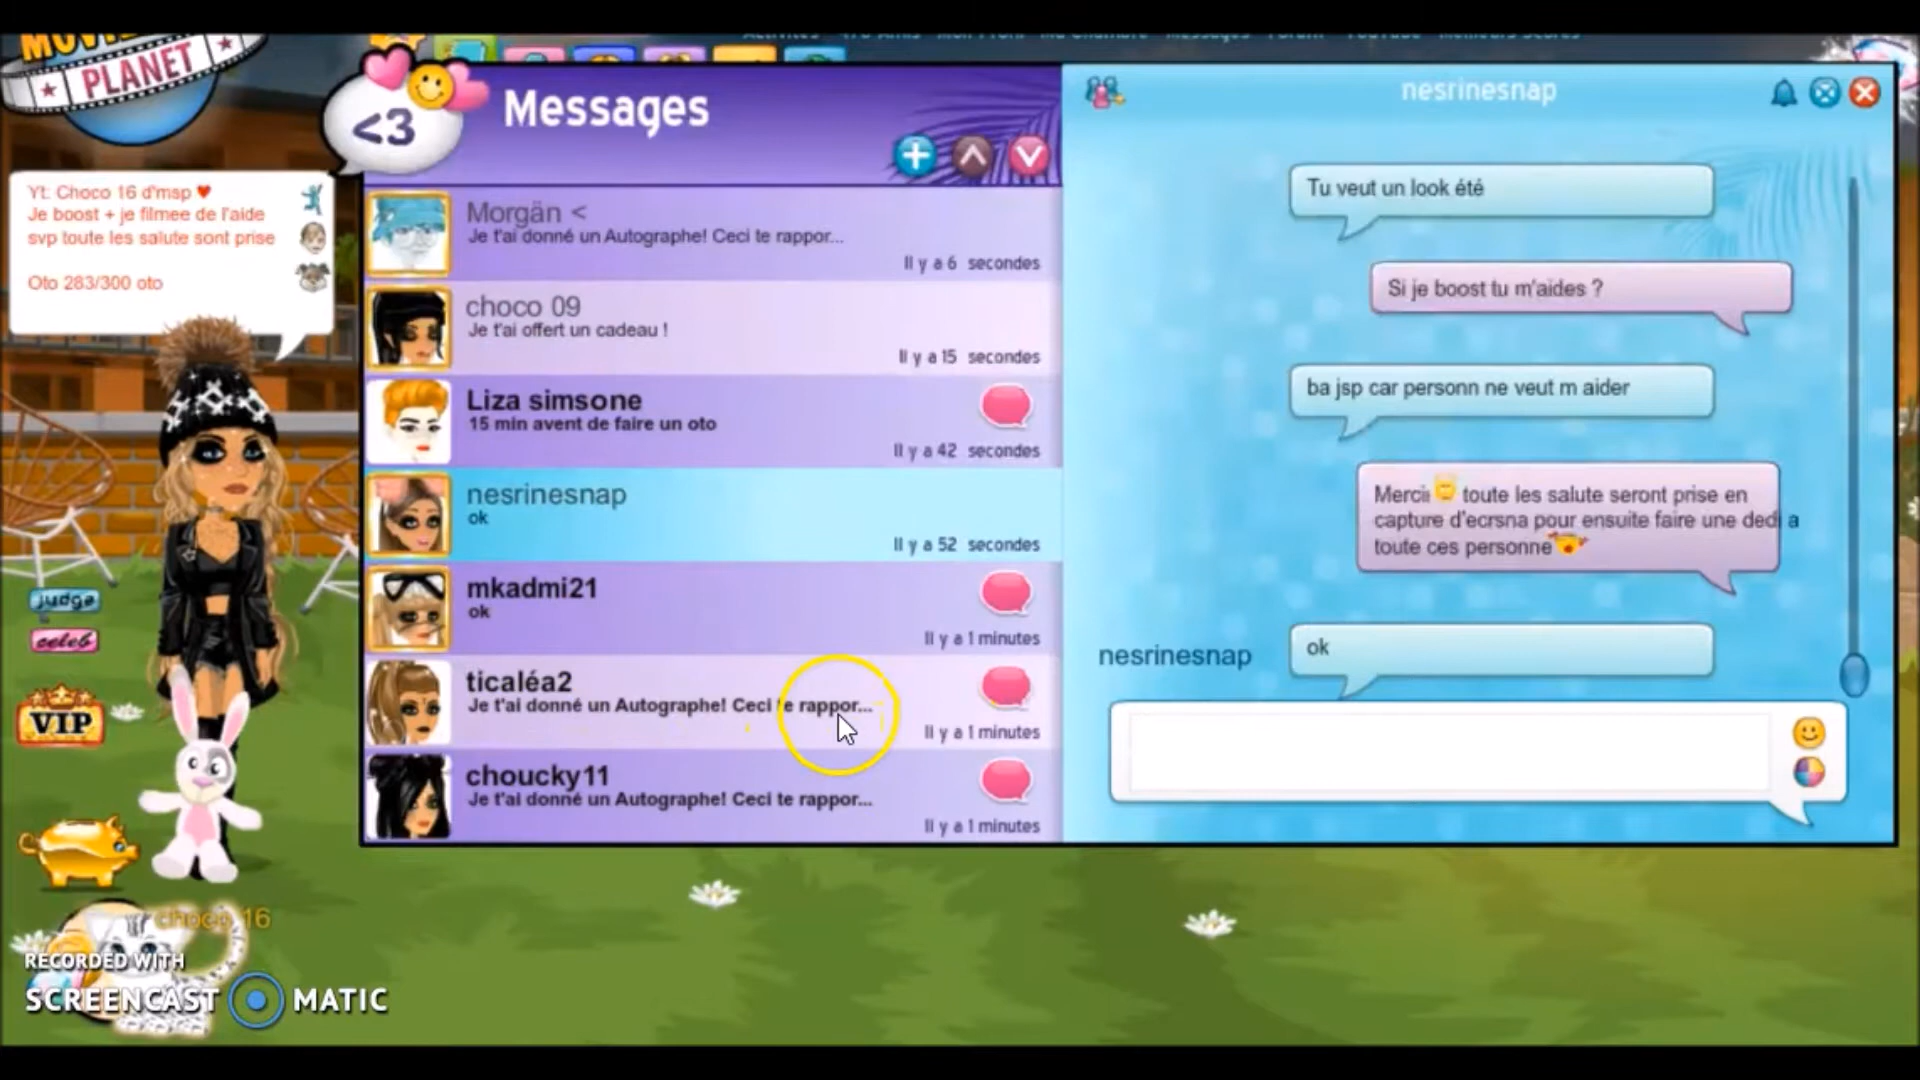 PLANET
<3
Messages
nesrinesnap
Yt: Choco 16 d'msp ♥
Je boost + je filmee de l'aide
svp toute les salute sont prise
Oto 283/300 oto
Morgän <
Je t'ai donné un Autographe! Ceci te rappor...
Il y a 6 secondes
choco 09
Je t'ai offert un cadeau !
Il y a 15 secondes
Liza simsone
15 min avent de faire un oto
Il y a 42 secondes
nesrinesnap
ok
Il y a 52 secondes
mkadmi21
ok
Il y a 1 minutes
ticaléa2
Je t'ai donné un Autographe! Ceci te rappor...
Il y a 1 minutes
choucky11
Je t'ai donné un Autographe! Ceci te rappor...
Il y a 1 minutes
Tu veut un look été
Si je boost tu m'aides ?
ba jsp car personn ne veut m aider
Mercii toute les salute seront prise en
capture d'ecrsna pour ensuite faire une dedi a
toute ces personne
nesrinesnap
ok
judge
celeb
VIP
choco 16
RECORDED WITH
SCREENCAST MATIC